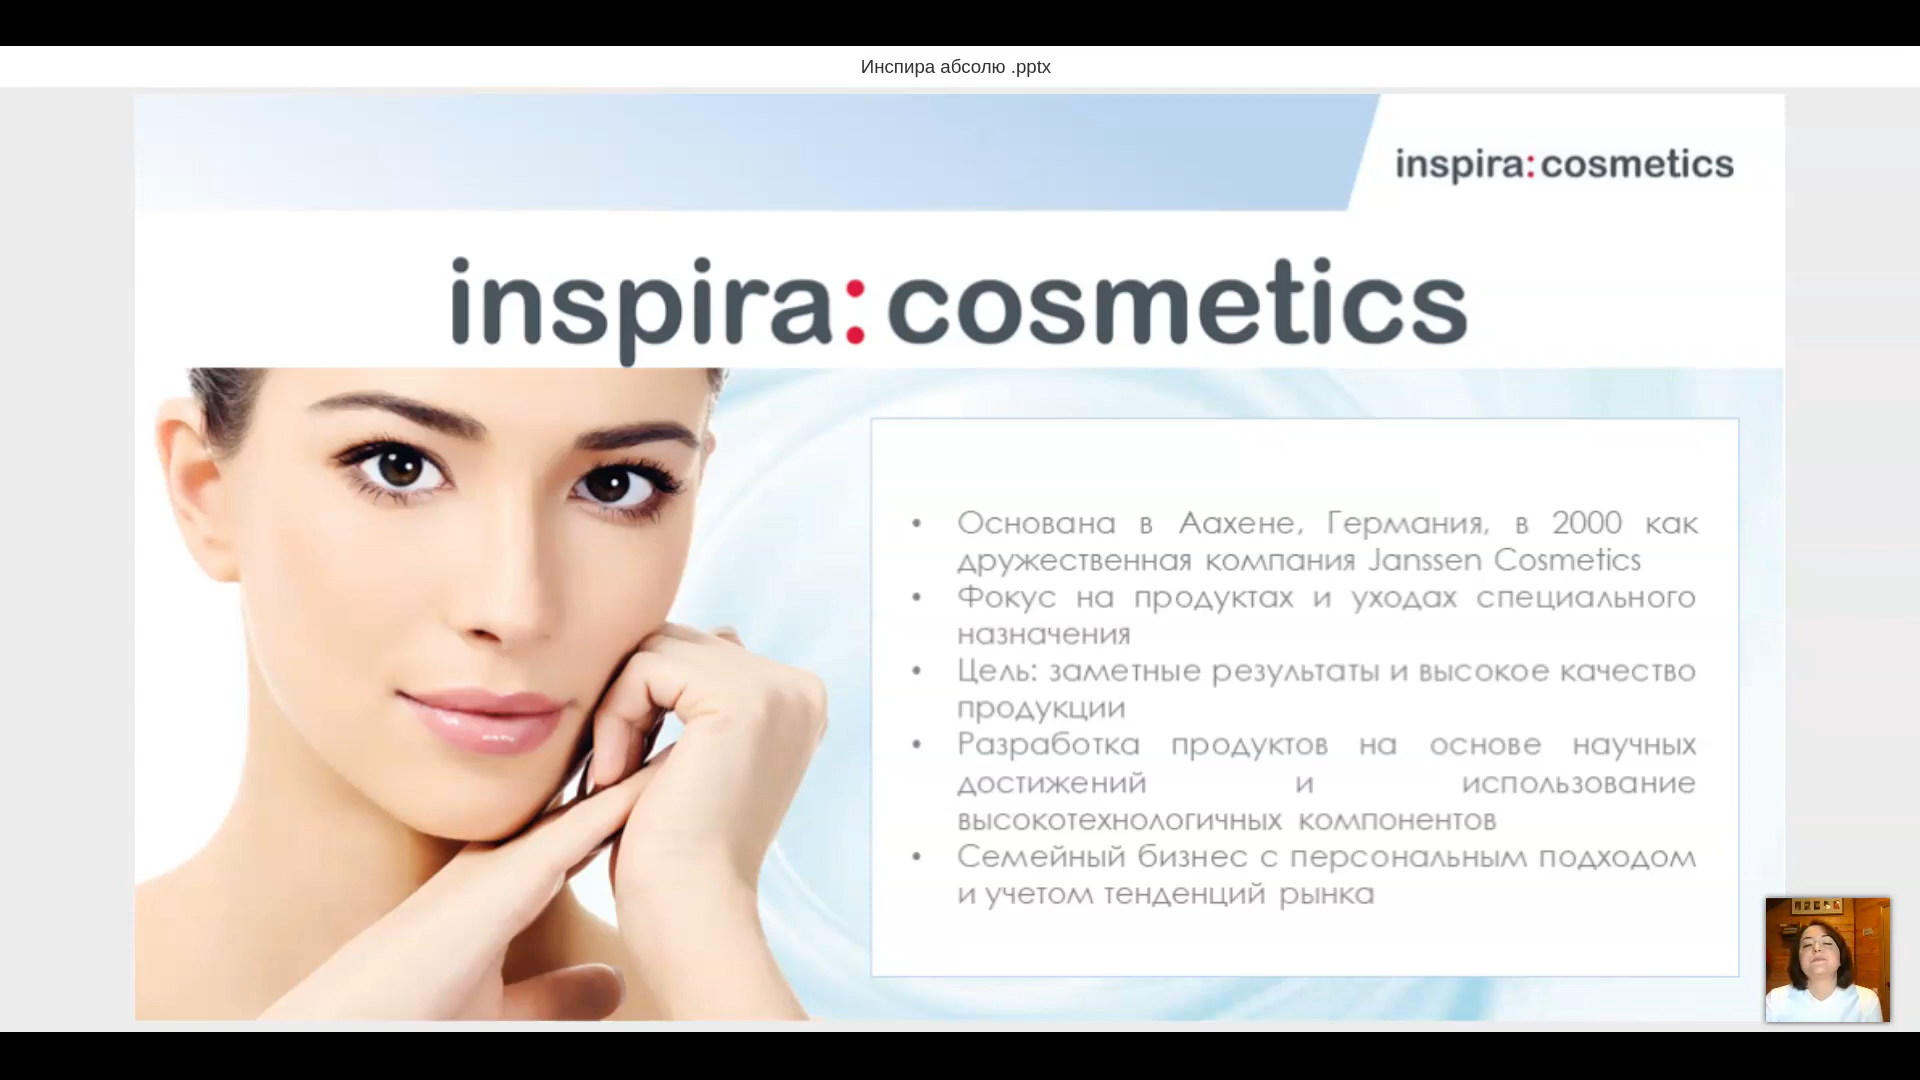 Инспира абсолю .pptx
inspira:cosmetics
inspira:cosmetics
• Основана в Аахене, Германия, в 2000 как
дружественная компания Janssen Cosmetics
• Фокус на продуктах и уходах специального
назначения
• Цель: заметные результаты и высокое качество
продукции
• Разработка продуктов на основе научных
достижений и использование
высокотехнологичных компонентов
• Семейный бизнес с персональным подходом
и учетом тенденций рынка